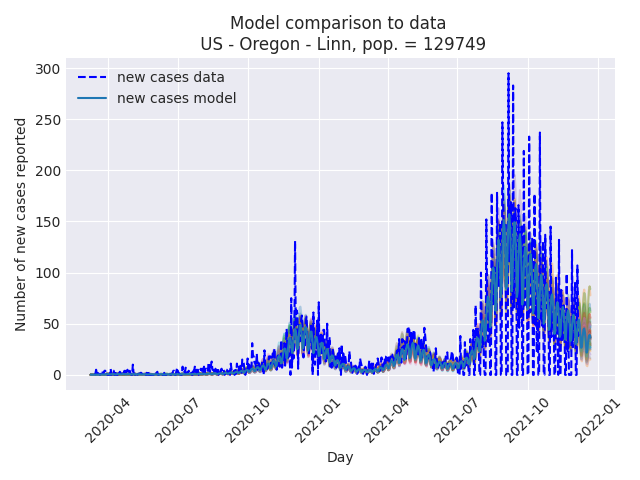 Model comparison to data
US - Oregon - Linn, pop. = 129749
new cases data
new cases model
Number of new cases reported
300
250
200
150
100
50
0
2020-04
2020-07
2020-10
2021-01
2021-04
2021-07
2021-10
2022-01
Day